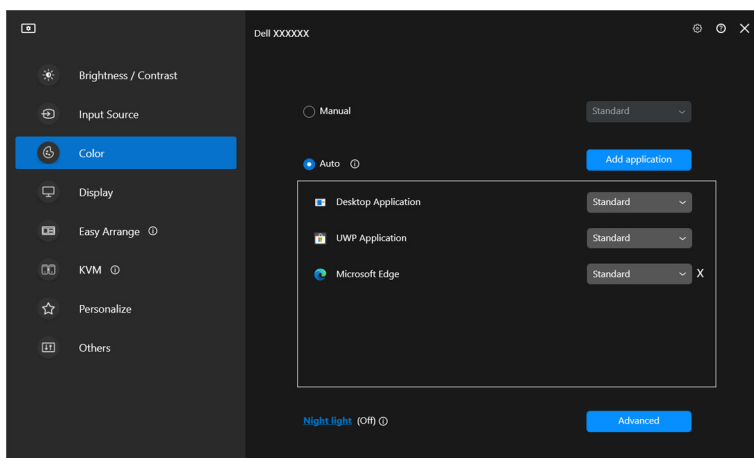 Dell XXXXXX
Brightness / Contrast
Input Source
Color
Display
Easy Arrange
KVM
Personalize
Others
Manual
Standard
Auto
Add application
Desktop Application
Standard
UWP Application
Standard
Microsoft Edge
Standard
X
Night light (Off)
Advanced